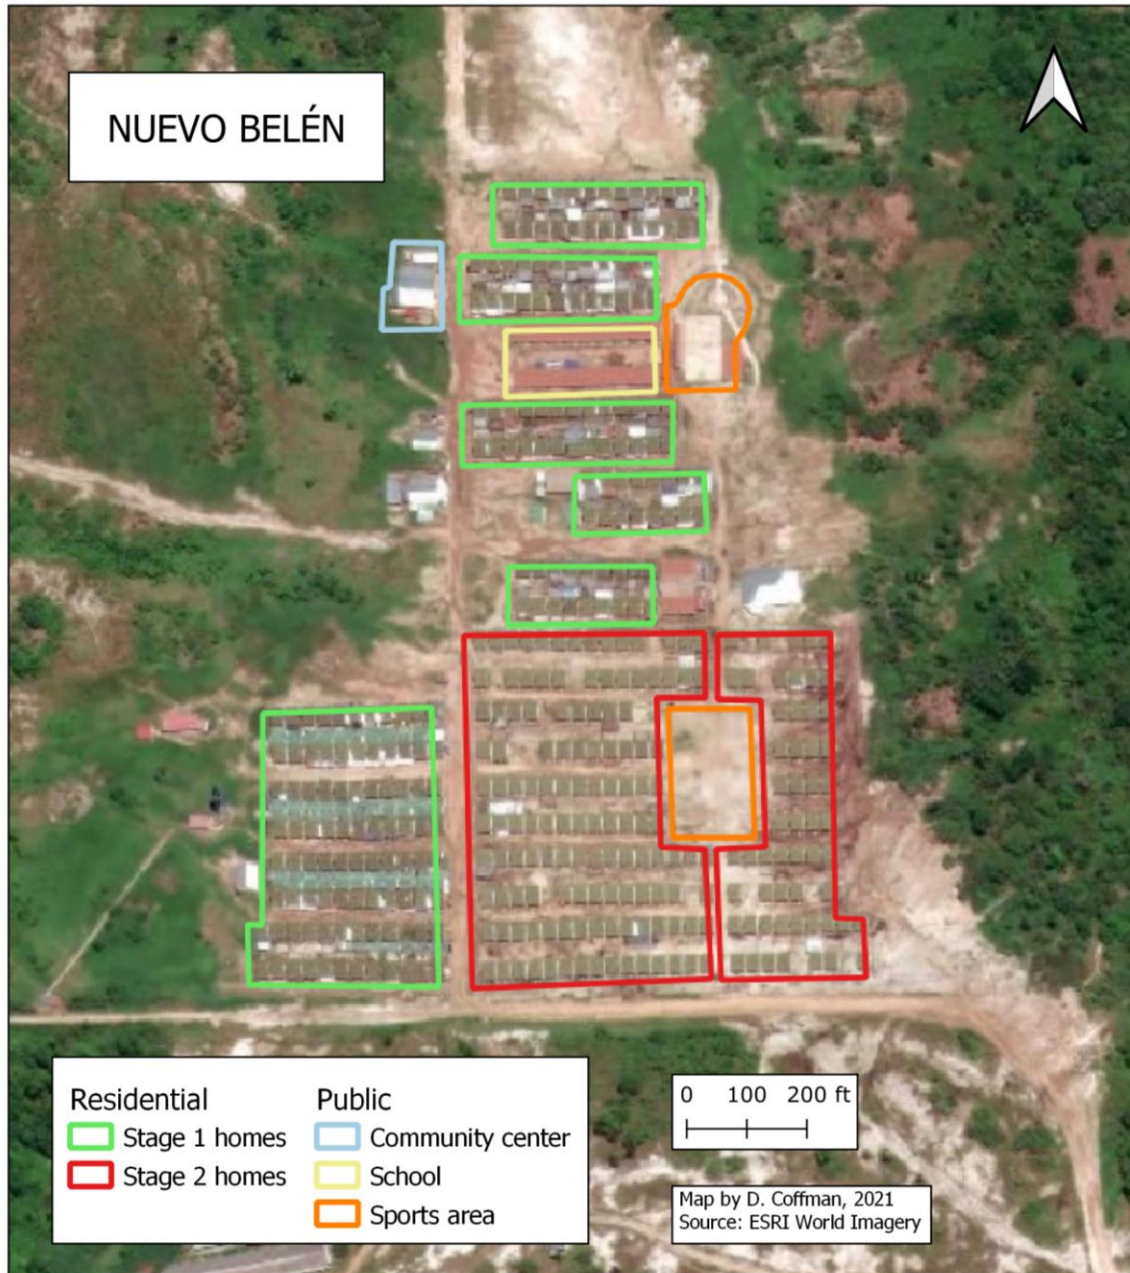 NUEVO BELÉN
Residential
Stage 1 homes
Stage 2 homes
Public
Community center
School
Sports area
0 100 200 ft
Map by D. Coffman, 2021
Source: ESRI World Imagery